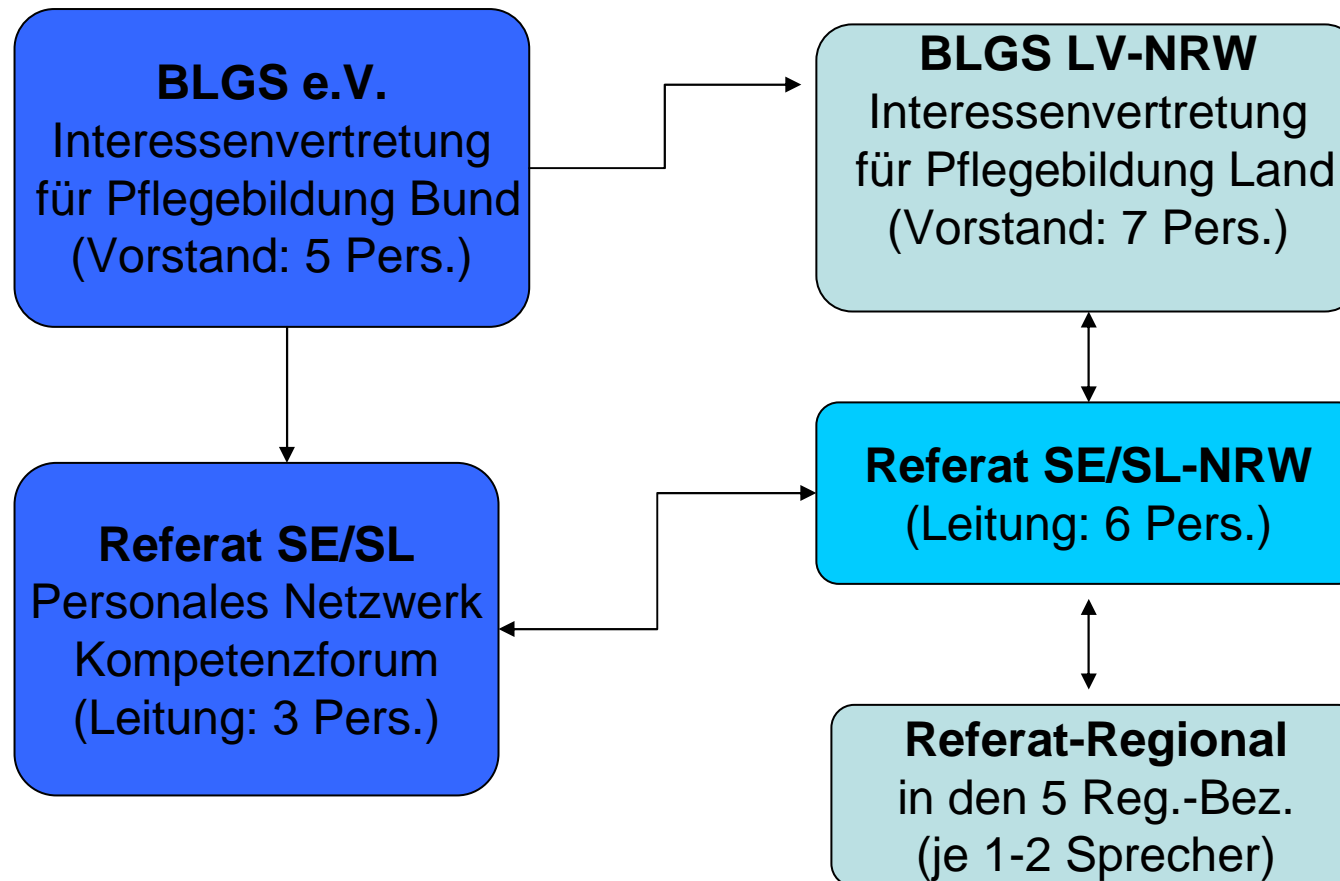 BLGS e.V.
Interessenvertretung
für Pflegebildung Bund
(Vorstand: 5 Pers.)
BLGS LV-NRW
Interessenvertretung
für Pflegebildung Land
(Vorstand: 7 Pers.)
Referat SE/SL
Personales Netzwerk
Kompetenzforum
(Leitung: 3 Pers.)
Referat SE/SL-NRW
(Leitung: 6 Pers.)
Referat-Regional
in den 5 Reg.-Bez.
(je 1-2 Sprecher)